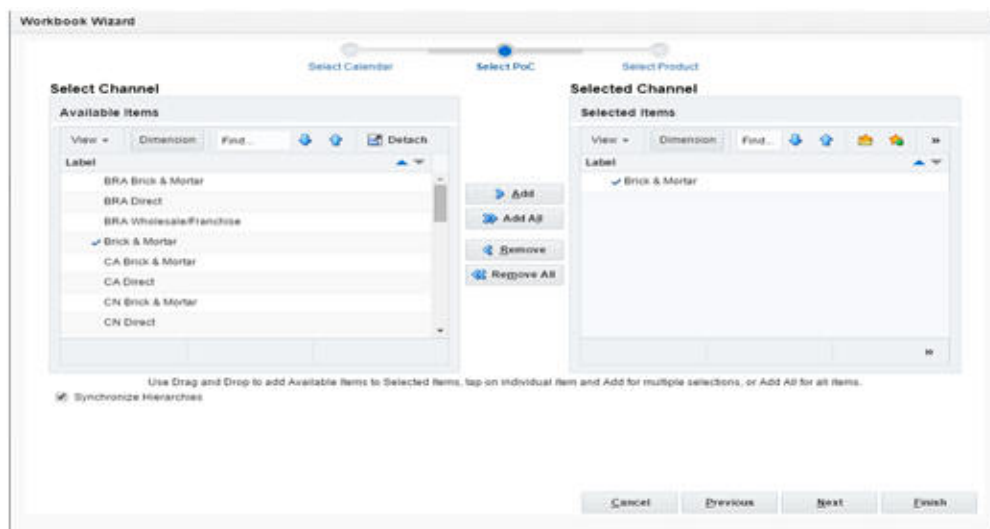 Workbook Wizard
Select Calendar
Select PoC
Select Product
Select Channel
Available Items
View
Dimension
Find...
Detach
Label
BRA Brick & Mortar
BRA Direct
BRA Wholesale/Franchise
Brick & Mortar
CA Brick & Mortar
CA Direct
CN Brick & Mortar
CN Direct
Add
Add All
Remove
Remove All
Selected Channel
Selected Items
View
Dimension
Find...
»
Label
Brick & Mortar
»
Use Drag and Drop to add Available Items to Selected Items, tap on individual item and Add for multiple selections, or Add All for all items.
Synchronize Hierarchies
Cancel
Previous
Next
Finish